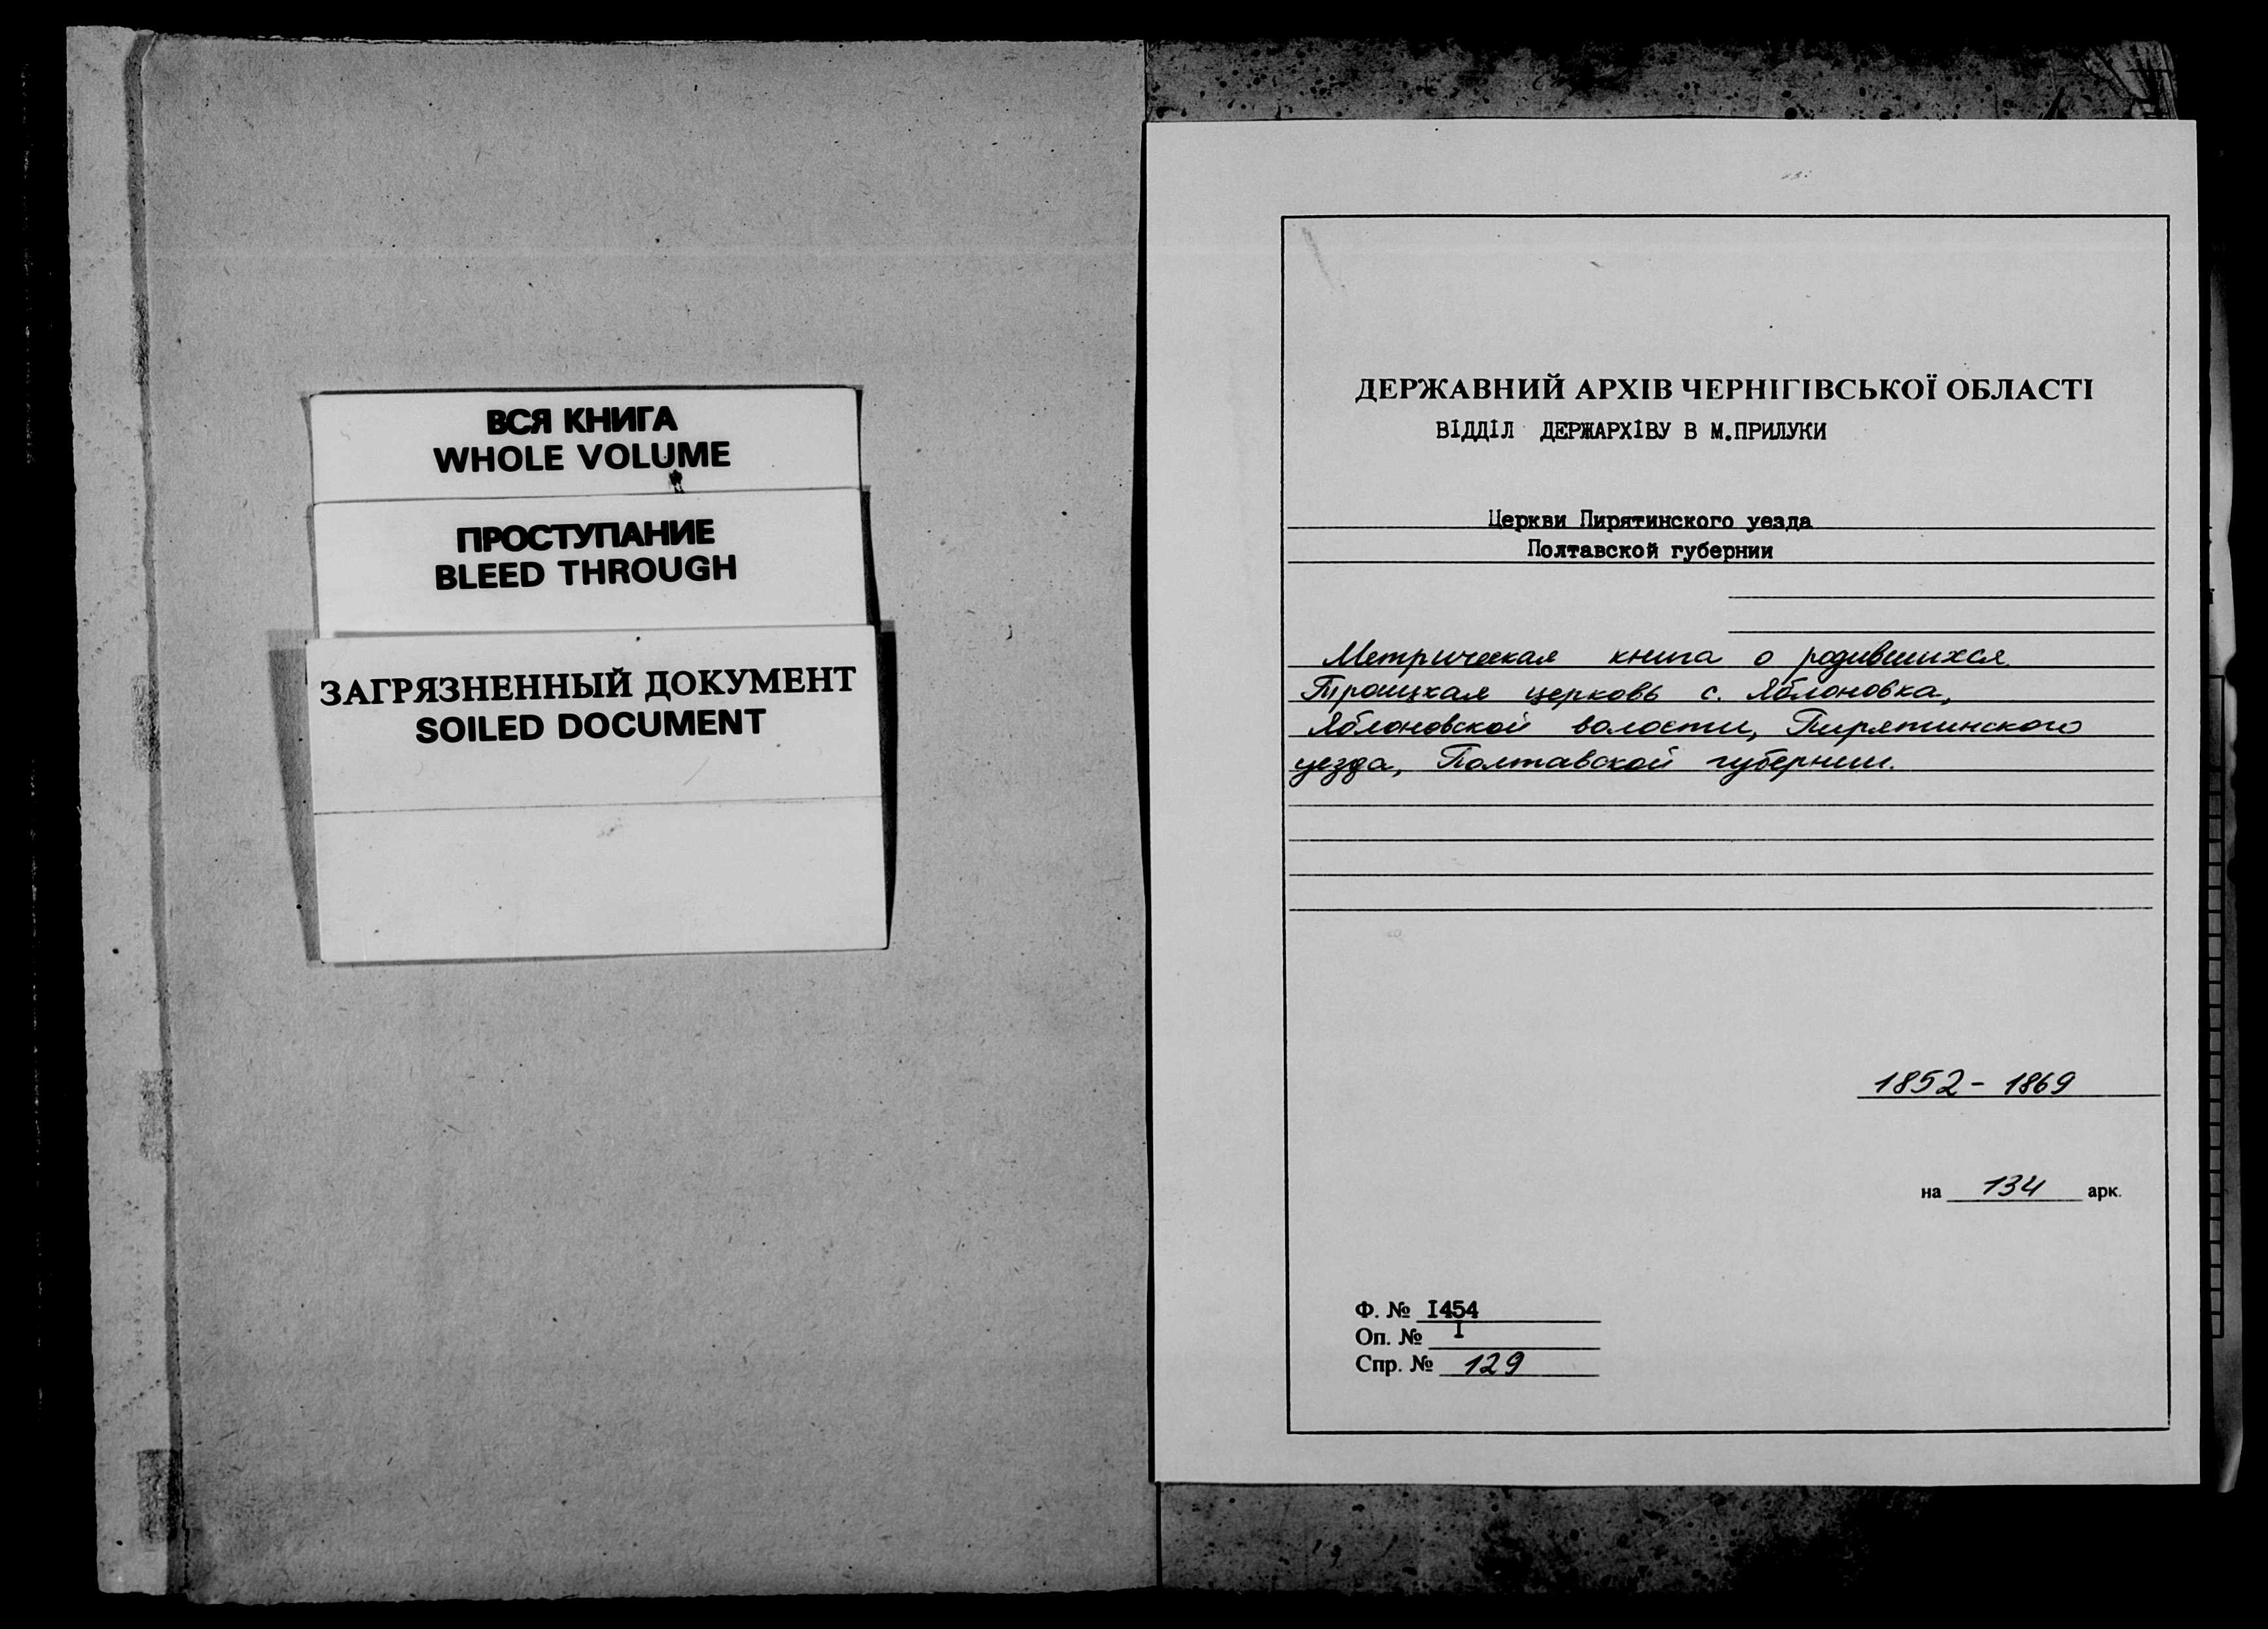 ВСЯ КНИГА
WHOLE VOLUME
ПРОСТУПАНИЕ
BLEED THROUGH
ЗАГРЯЗНЕННЫЙ ДОКУМЕНТ
SOILED DOCUMENT
ДЕРЖАВНИЙ АРХІВ ЧЕРНІГІВСЬКОЇ ОБЛАСТІ
ВІДДІЛ ДЕРЖАРХІВУ В М.ПРИЛУКИ
Церкви Пирятинского уезда
Полтавской губернии
Метрическая книга о родившихся
Троицкая церковь с. Яблоновка,
Яблоновской волости, Пирятинского
уезда, Полтавской губернии.
1852 - 1869
на 134 арк.
Ф. № I454
Оп. № I
Спр. № 129